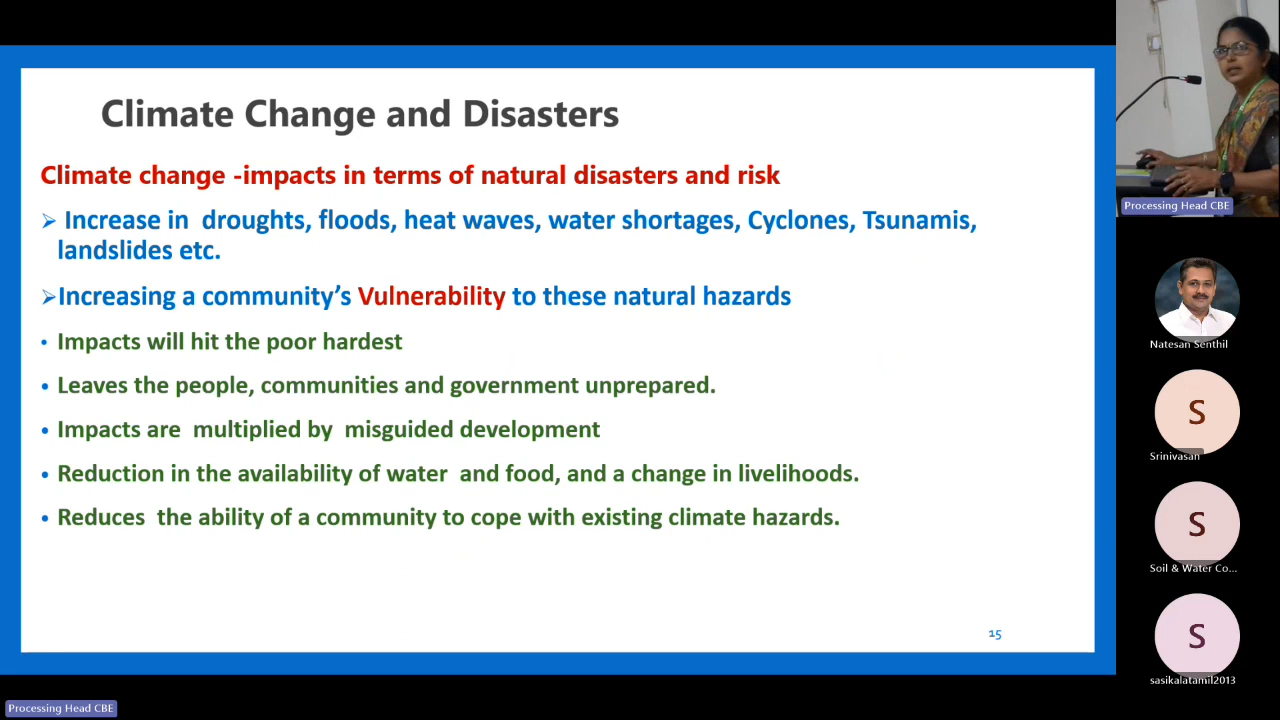 Climate Change and Disasters
Climate change -impacts in terms of natural disasters and risk
➢ Increase in droughts, floods, heat waves, water shortages, Cyclones, Tsunamis,
landslides etc.
➢Increasing a community's Vulnerability to these natural hazards
• Impacts will hit the poor hardest
• Leaves the people, communities and government unprepared.
• Impacts are multiplied by misguided development
• Reduction in the availability of water and food, and a change in livelihoods.
• Reduces the ability of a community to cope with existing climate hazards.
15
Processing Head CBE
Natesan Senthil
S
Srinivasan
S
Soil & Water Co...
S
sasikalatamil2013
Processing Head CBE